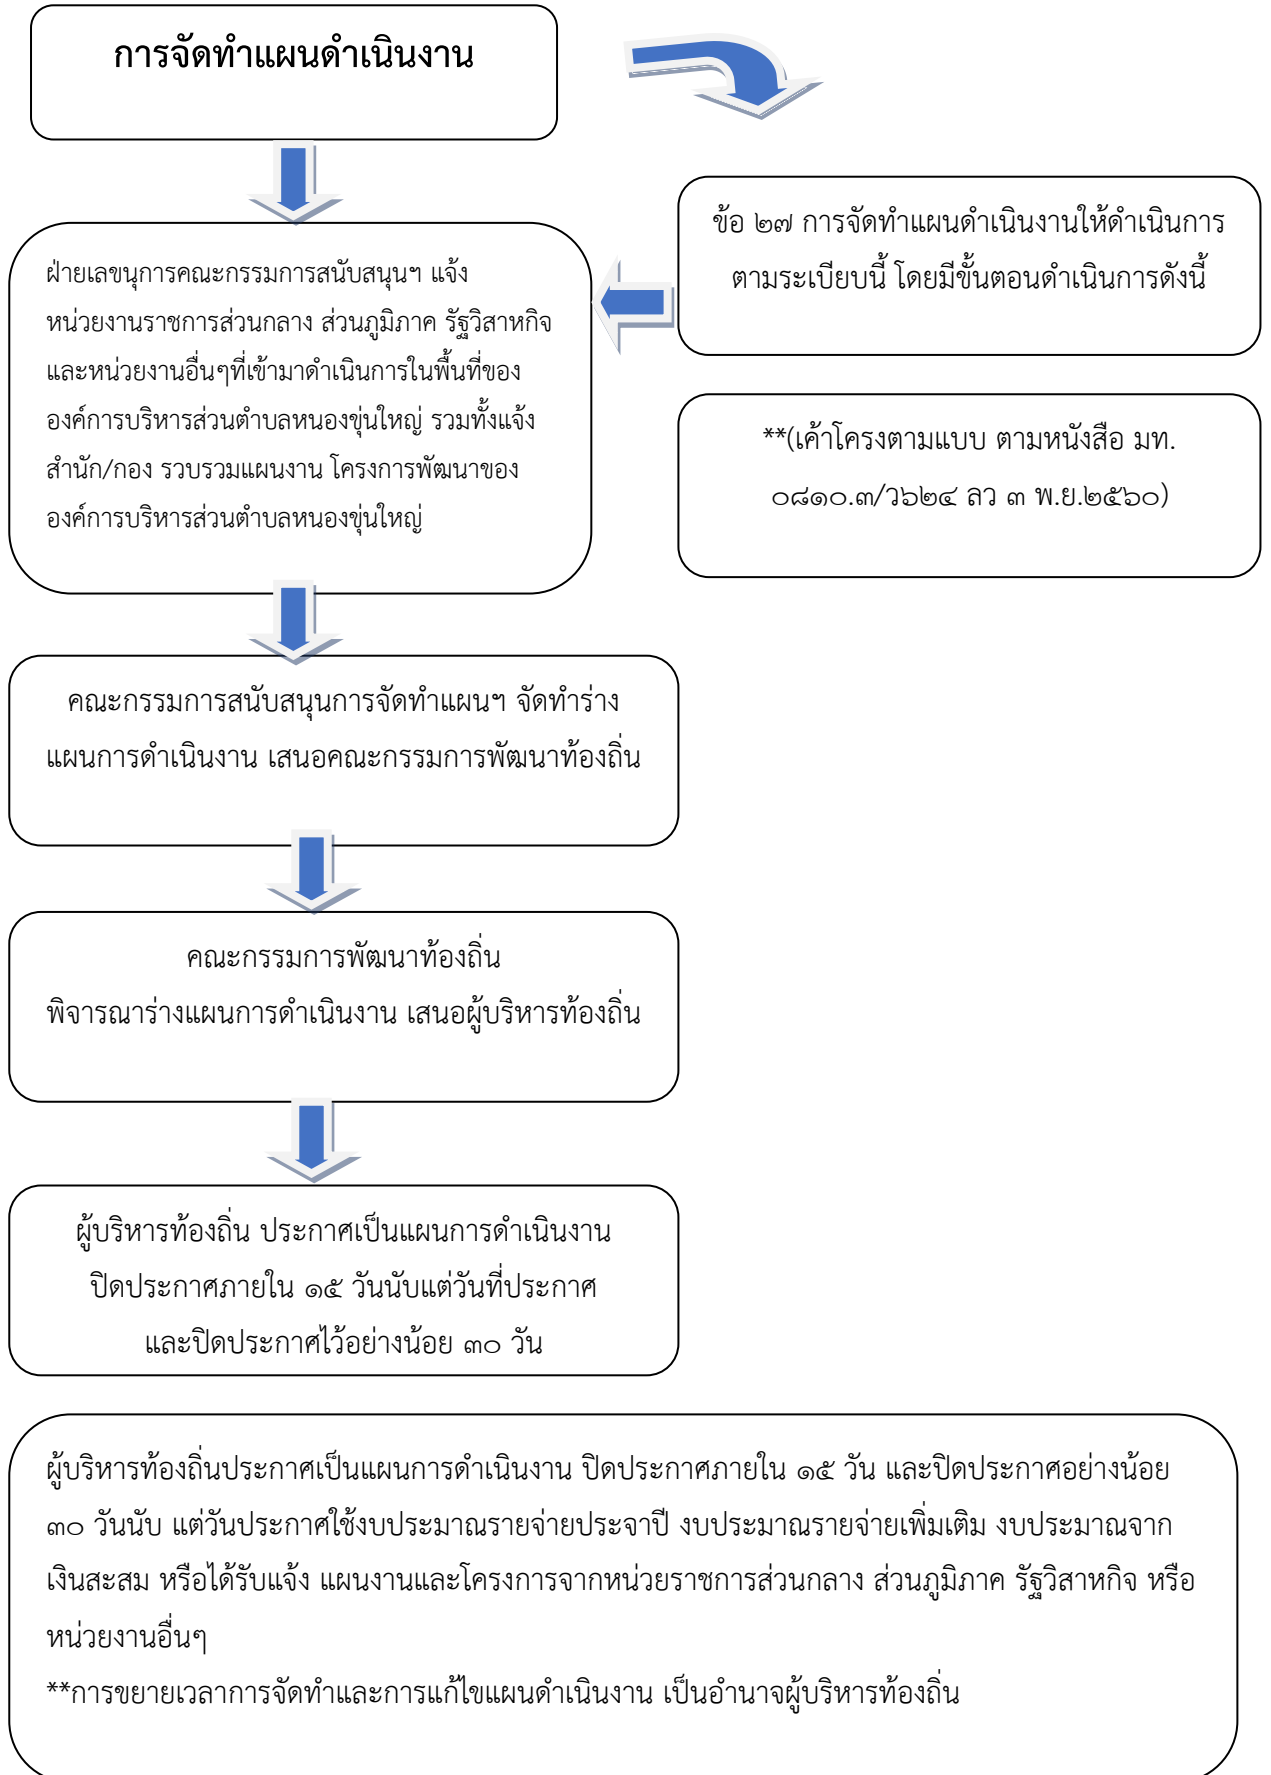 การจัดทำแผนดำเนินงาน
ข้อ ๒๗ การจัดทำแผนดำเนินงานให้ดำเนินการ
ตามระเบียบนี้ โดยมีขั้นตอนดำเนินการดังนี้
ฝ่ายเลขนุการคณะกรรมการสนับสนุนฯ แจ้ง
หน่วยงานราชการส่วนกลาง ส่วนภูมิภาค รัฐวิสาหกิจ
และหน่วยงานอื่นๆที่เข้ามาดำเนินการในพื้นที่ของ
องค์การบริหารส่วนตำบลหนองขุ่นใหญ่ รวมทั้งแจ้ง
สำนัก/กอง รวบรวมแผนงาน โครงการพัฒนาของ
องค์การบริหารส่วนตำบลหนองขุ่นใหญ่
**(เค้าโครงตามแบบ ตามหนังสือ มท.
๐๘๑๐.๓/ว๖๒๔ ลว ๓ พ.ย.๒๕๖๐)
คณะกรรมการสนับสนุนการจัดทำแผนฯ จัดทำร่าง
แผนการดำเนินงาน เสนอคณะกรรมการพัฒนาท้องถิ่น
คณะกรรมการพัฒนาท้องถิ่น
พิจารณาร่างแผนการดำเนินงาน เสนอผู้บริหารท้องถิ่น
ผู้บริหารท้องถิ่น ประกาศเป็นแผนการดำเนินงาน
ปิดประกาศภายใน ๑๕ วันนับแต่วันที่ประกาศ
และปิดประกาศไว้อย่างน้อย ๓๐ วัน
ผู้บริหารท้องถิ่นประกาศเป็นแผนการดำเนินงาน ปิดประกาศภายใน ๑๕ วัน และปิดประกาศอย่างน้อย
๓๐ วันนับ แต่วันประกาศใช้งบประมาณรายจ่ายประจาปี งบประมาณรายจ่ายเพิ่มเติม งบประมาณจาก
เงินสะสม หรือได้รับแจ้ง แผนงานและโครงการจากหน่วยราชการส่วนกลาง ส่วนภูมิภาค รัฐวิสาหกิจ หรือ
หน่วยงานอื่นๆ
**การขยายเวลาการจัดทำและการแก้ไขแผนดำเนินงาน เป็นอำนาจผู้บริหารท้องถิ่น